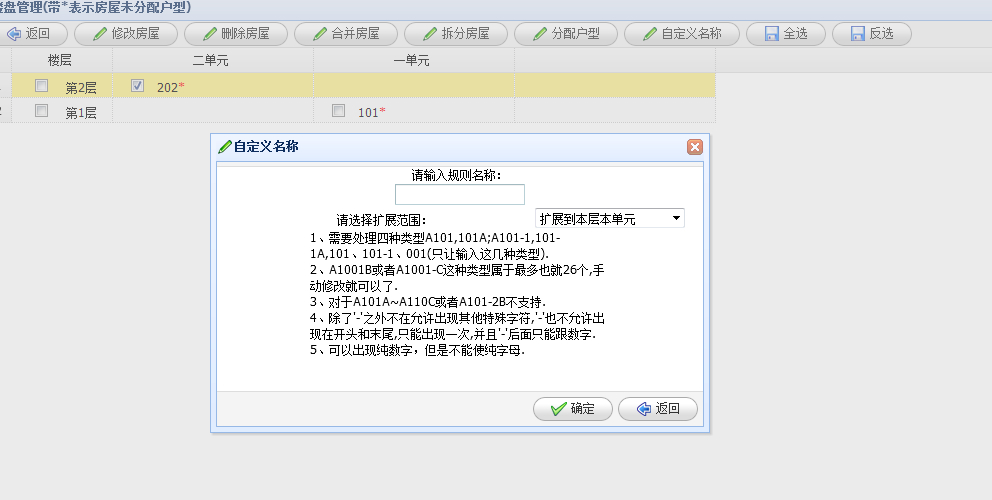 楼盘管理(带*表示房屋未分配户型)
返回 修改房屋 删除房屋 合并房屋 拆分房屋 分配户型 自定义名称 全选 反选
楼层 二单元 一单元
第2层 202*
2 第1层 101*
自定义名称
请输入规则名称:
请选择扩展范围: 扩展到本层本单元
1、需要处理四种类型A101,101A;A101-1,101-
1A,101、101-1、001(只让输入这几种类型).
2、A1001B或者A1001-C这种类型属于最多也就26个,手
动修改就可以了.
3、对于A101A~A110C或者A101-2B不支持.
4、除了'-'之外不在允许出现其他特殊字符,'-'也不允许出
现在开头和末尾,只能出现一次,并且'-'后面只能跟数字.
5、可以出现纯数字，但是不能使纯字母.
确定 返回